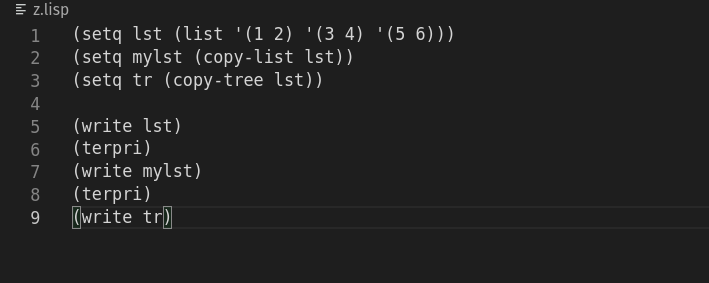 z.lisp
1 (setq lst (list '(1 2) '(3 4) '(5 6)))
2 (setq mylst (copy-list lst))
3 (setq tr (copy-tree lst))
4
5 (write lst)
6 (terpri)
7 (write mylst)
8 (terpri)
9 (write tr)